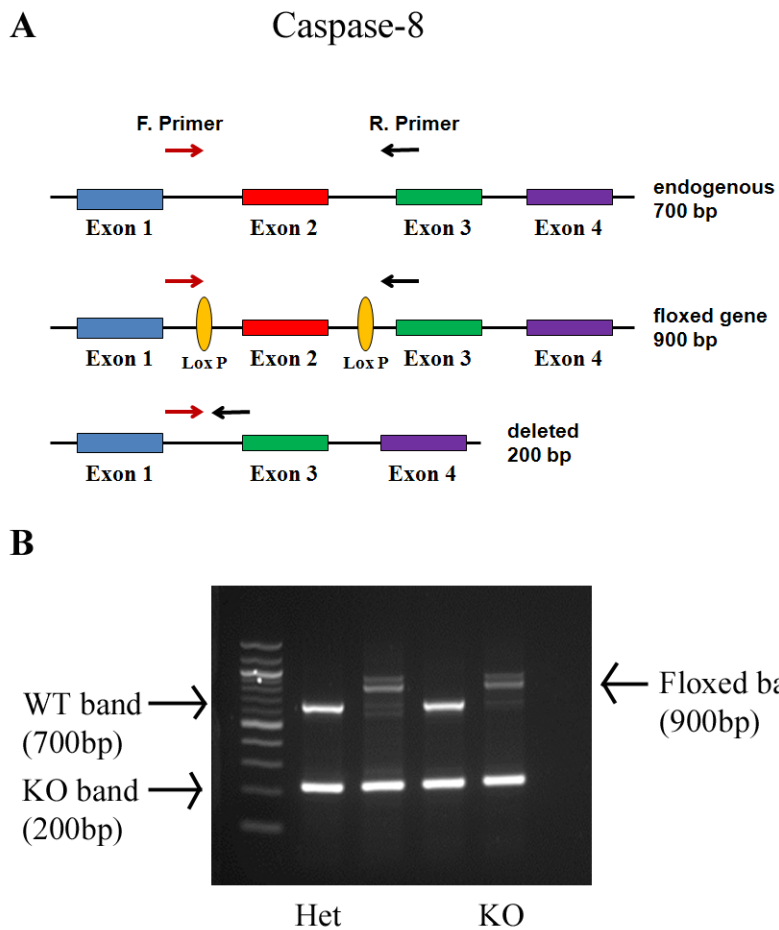 A
Caspase-8
F. Primer
R. Primer
endogenous
700 bp
Exon 1
Exon 2
Exon 3
Exon 4
floxed gene
900 bp
Exon 1
Lox P
Exon 2
Lox P
Exon 3
Exon 4
deleted
200 bp
Exon 1
Exon 3
Exon 4
B
WT band
(700bp)
KO band
(200bp)
Floxed ba
(900bp)
Het
KO